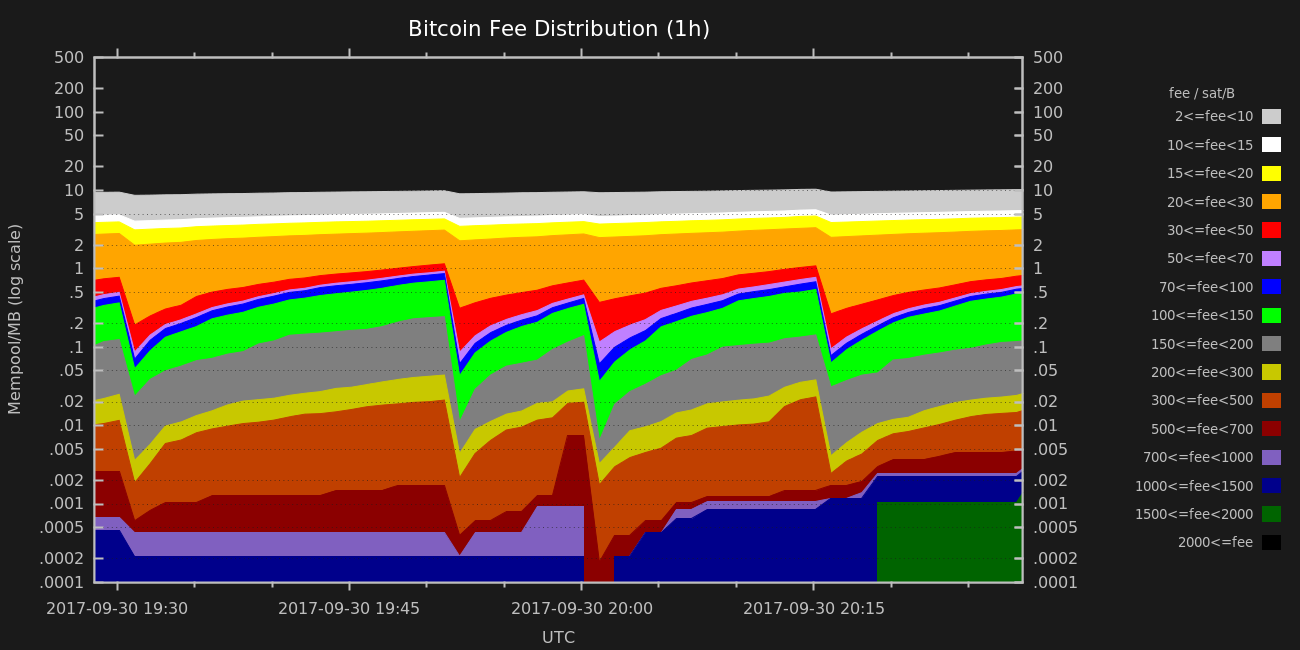 Bitcoin Fee Distribution (1h)
500 500
200 200
100 100
50 50
20 20
10 10
5 5
2 2
1 1
.5 .5
.2 .2
.1 .1
.05 .05
.02 .02
.01 .01
.005 .005
.002 .002
.001 .001
.0005 .0005
.0002 .0002
.0001 .0001
Mempool/MB (log scale)
2017-09-30 19:30 2017-09-30 19:45 2017-09-30 20:00 2017-09-30 20:15
UTC
fee / sat/B
2<=fee<10
10<=fee<15
15<=fee<20
20<=fee<30
30<=fee<50
50<=fee<70
70<=fee<100
100<=fee<150
150<=fee<200
200<=fee<300
300<=fee<500
500<=fee<700
700<=fee<1000
1000<=fee<1500
1500<=fee<2000
2000<=fee